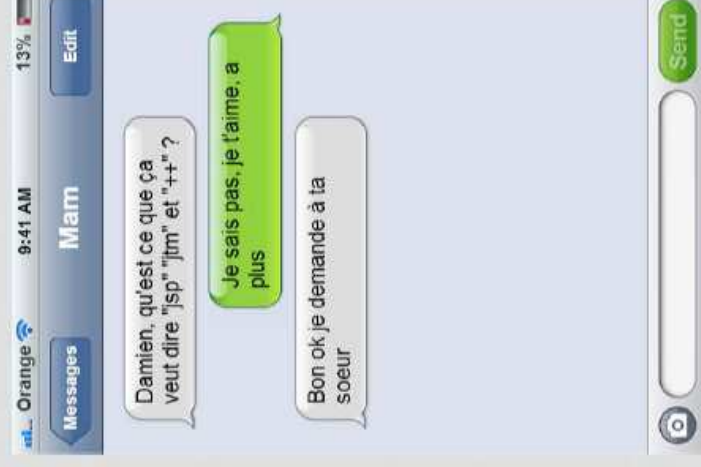 Orange 9:41 AM 13%
Messages Mam Edit
Damien, qu'est ce que ça
veut dire "jsp" "jtm" et "++" ?
Je sais pas, je t'aime, a
plus
Bon ok je demande à ta
soeur
Send